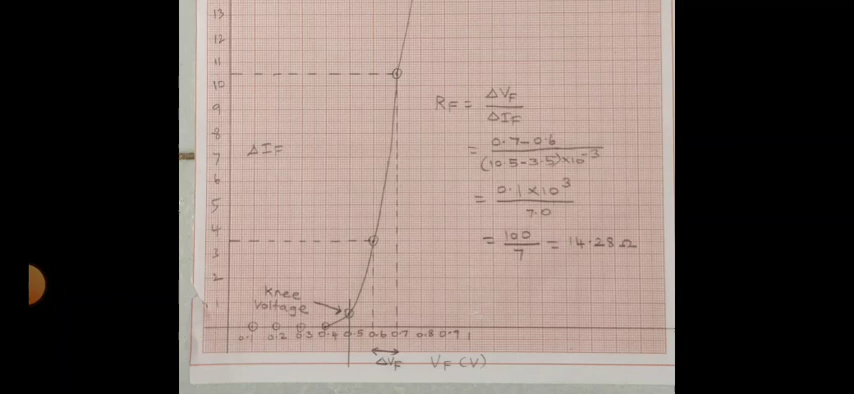 13
12
11
10
9
8
7
6
5
4
3
2
1
ΔIF
RF = ΔVF / ΔIF
= 0.7-0.6 / (10.5-3.5)×10⁻³
= 0.1×10³ / 7.0
= 100 / 7 = 14.28 Ω
Knee
Voltage
0.1 0.2 0.3 0.4 0.5 0.6 0.7 0.8 0.9 1
ΔVF VF (V)